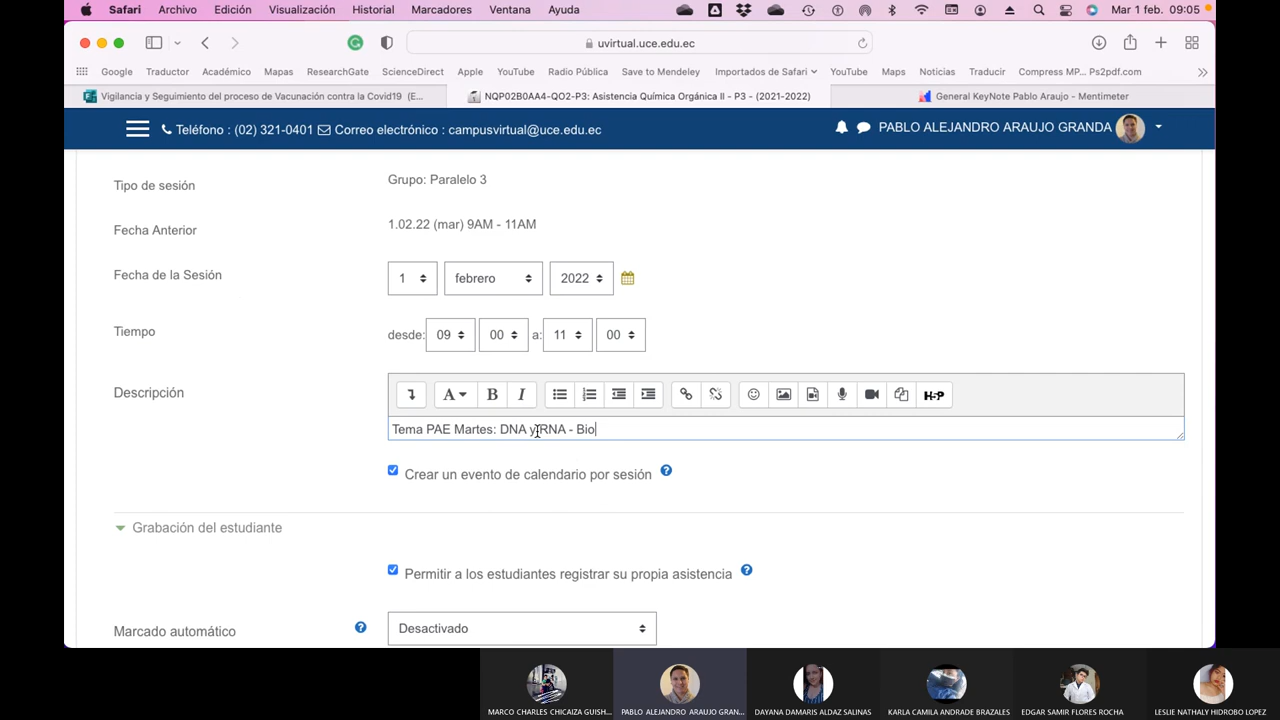 Safari Archivo Edición Visualización Historial Marcadores Ventana Ayuda Mar 1 feb. 09:05
uvirtual.uce.edu.ec
Google Traductor Académico Mapas ResearchGate ScienceDirect Apple YouTube Radio Pública Save to Mendeley Importados de Safari YouTube Maps Noticias Traducir Compress MP... Ps2pdf.com
Vigilancia y Seguimiento del proceso de Vacunación contra la Covid19 (E... NQP02B0AA4-QO2-P3: Asistencia Química Orgánica II - P3 - (2021-2022) General KeyNote Pablo Araujo - Mentimeter
Teléfono : (02) 321-0401 Correo electrónico : campusvirtual@uce.edu.ec PABLO ALEJANDRO ARAUJO GRANDA
Tipo de sesión Grupo: Paralelo 3
Fecha Anterior 1.02.22 (mar) 9AM - 11AM
Fecha de la Sesión 1 febrero 2022
Tiempo desde: 09 00 a: 11 00
Descripción A B I H-P
Tema PAE Martes: DNA y RNA - Bio
Crear un evento de calendario por sesión
Grabación del estudiante
Permitir a los estudiantes registrar su propia asistencia
Marcado automático Desactivado
MARCO CHARLES CHICAIZA GUISH... PABLO ALEJANDRO ARAUJO GRAN... DAYANA DAMARIS ALDAZ SALINAS KARLA CAMILA ANDRADE BRAZALES EDGAR SAMIR FLORES ROCHA LESLIE NATHALY HIDROBO LOPEZ